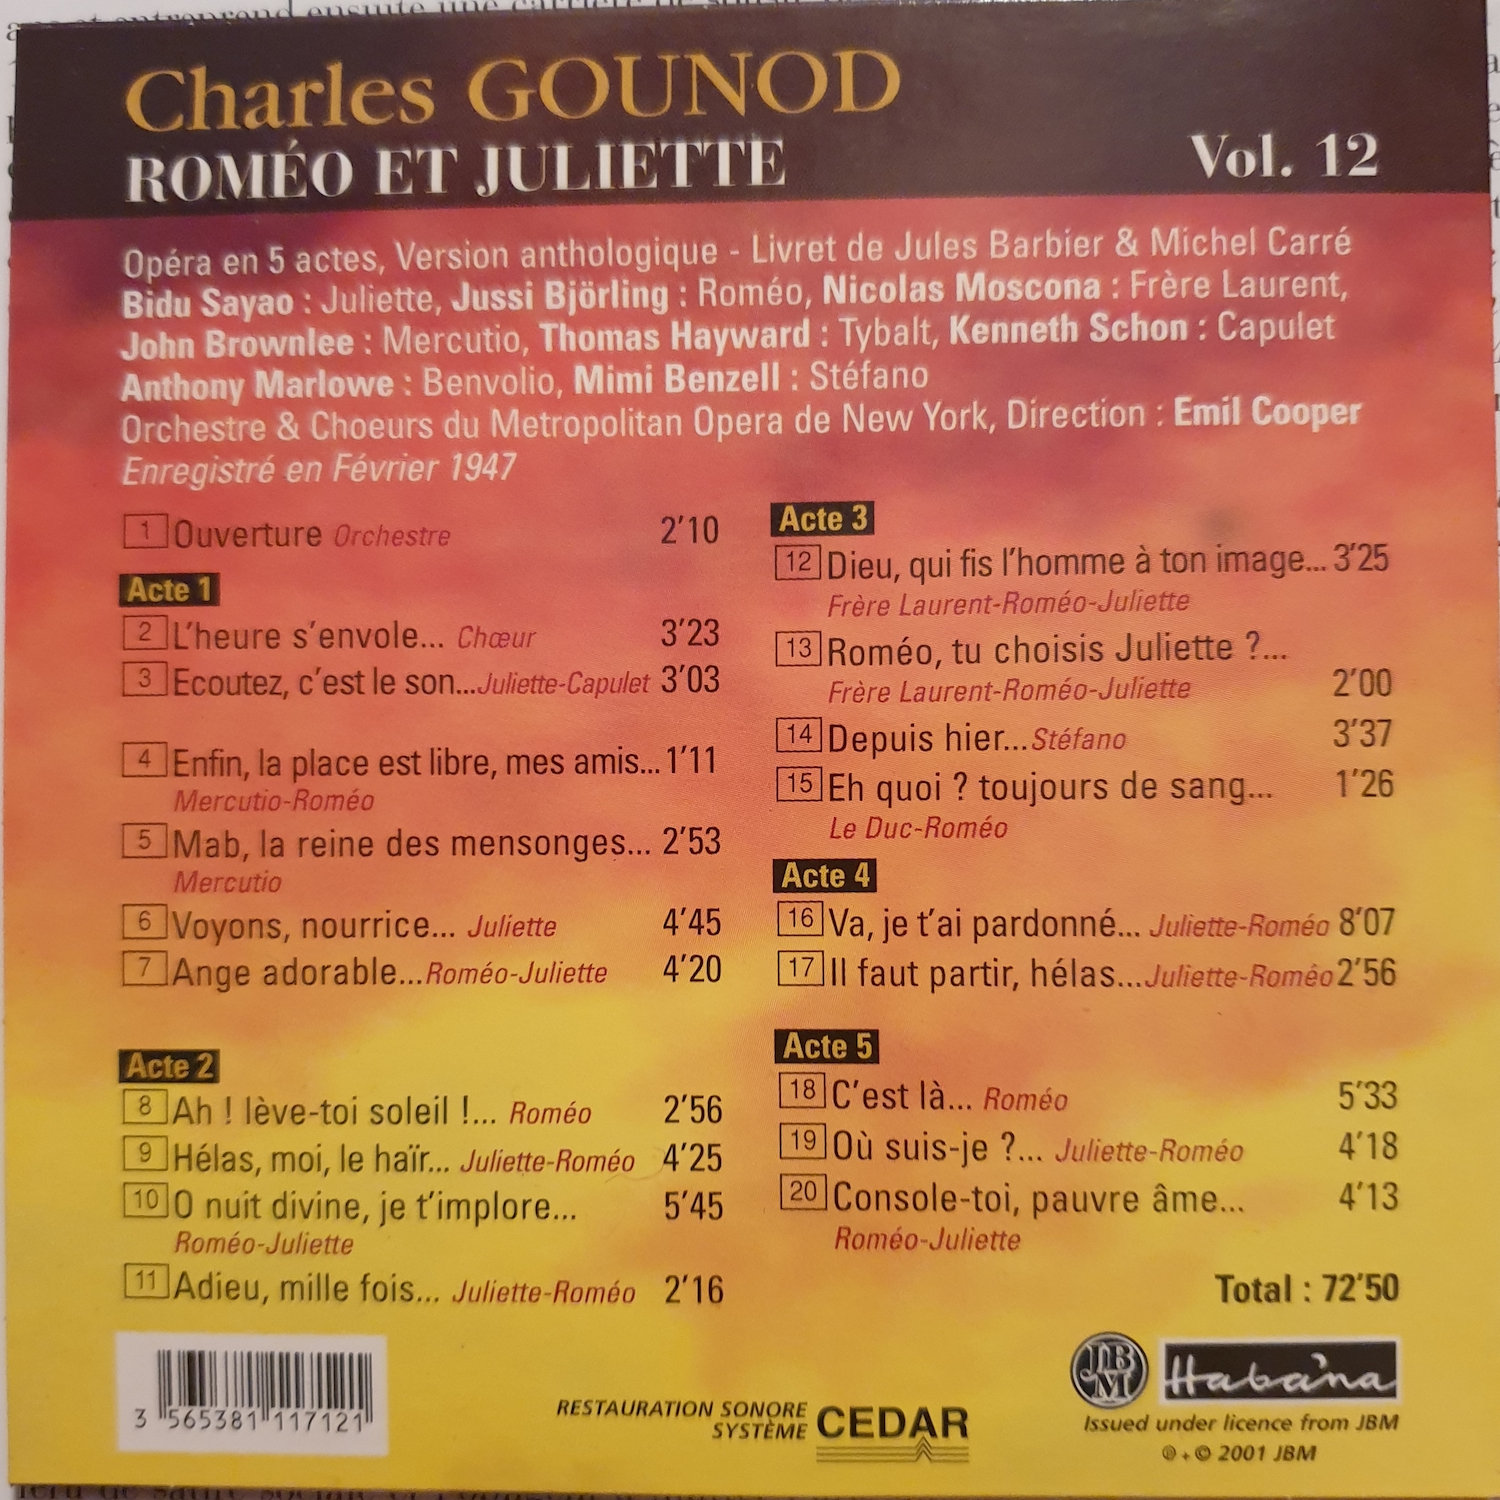 Charles GOUNOD
ROMÉO ET JULIETTE
Vol. 12
Opéra en 5 actes, Version anthologique - Livret de Jules Barbier & Michel Carré
Bidu Sayao : Juliette, Jussi Björling : Roméo, Nicolas Moscona : Frère Laurent,
John Brownlee : Mercutio, Thomas Hayward : Tybalt, Kenneth Schon : Capulet
Anthony Marlowe : Benvolio, Mimi Benzell : Stéfano
Orchestre & Choeurs du Metropolitan Opera de New York, Direction : Emil Cooper
Enregistré en Février 1947
1 Ouverture Orchestre 2'10
Acte 1
2 L'heure s'envole... Chœur 3'23
3 Ecoutez, c'est le son...Juliette-Capulet 3'03
4 Enfin, la place est libre, mes amis...1'11
Mercutio-Roméo
5 Mab, la reine des mensonges... 2'53
Mercutio
6 Voyons, nourrice... Juliette 4'45
7 Ange adorable...Roméo-Juliette 4'20
Acte 2
8 Ah ! lève-toi soleil !... Roméo 2'56
9 Hélas, moi, le haïr... Juliette-Roméo 4'25
10 O nuit divine, je t'implore... 5'45
Roméo-Juliette
11 Adieu, mille fois... Juliette-Roméo 2'16
Acte 3
12 Dieu, qui fis l'homme à ton image... 3'25
Frère Laurent-Roméo-Juliette
13 Roméo, tu choisis Juliette ?...
Frère Laurent-Roméo-Juliette 2'00
14 Depuis hier...Stéfano 3'37
15 Eh quoi ? toujours de sang... 1'26
Le Duc-Roméo
Acte 4
16 Va, je t'ai pardonné... Juliette-Roméo 8'07
17 Il faut partir, hélas...Juliette-Roméo 2'56
Acte 5
18 C'est là... Roméo 5'33
19 Où suis-je ?... Juliette-Roméo 4'18
20 Console-toi, pauvre âme... 4'13
Roméo-Juliette
Total : 72'50
3 565381 117121
RESTAURATION SONORE
SYSTÈME CEDAR
JBM Habana
Issued under licence from JBM
℗ + © 2001 JBM